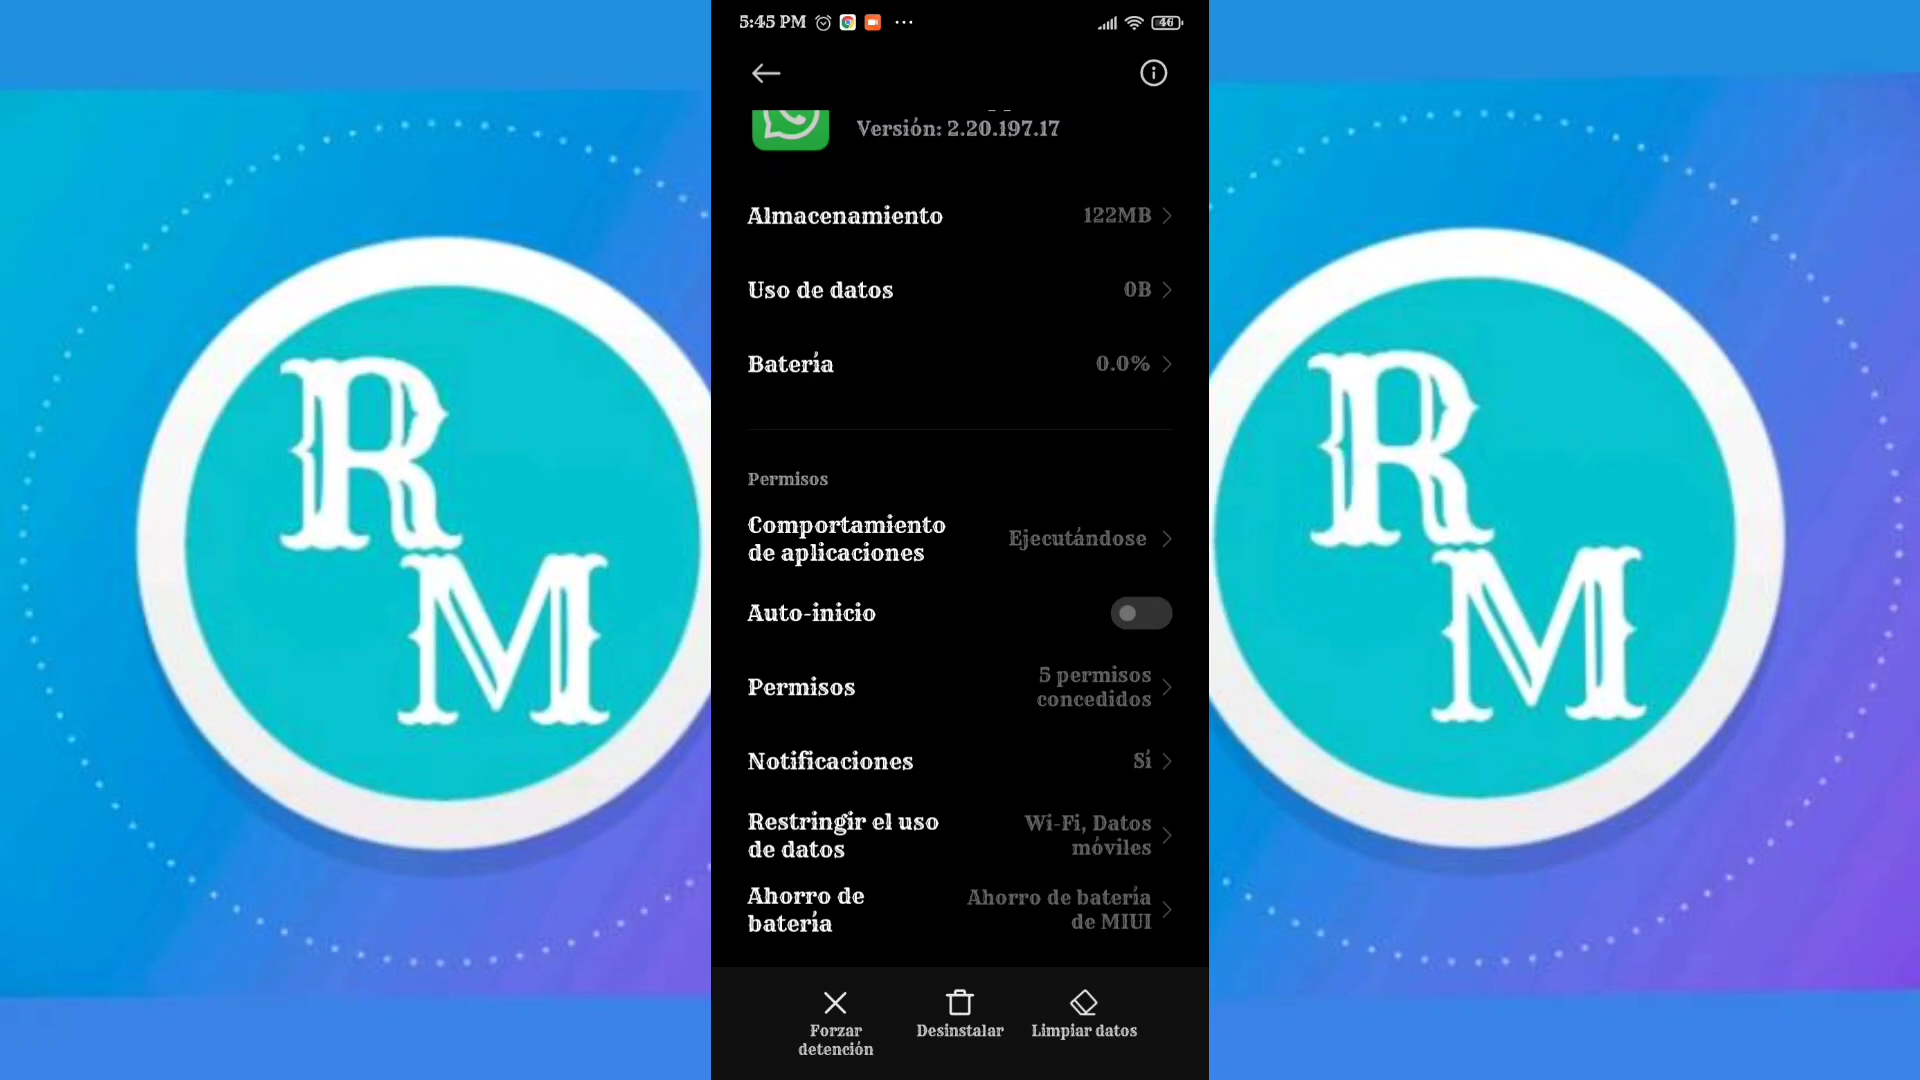 5:45 PM
46
Versión: 2.20.197.17
Almacenamiento
122MB
Uso de datos
0B
Batería
0.0%
Permisos
Comportamiento
de aplicaciones
Ejecutándose
Auto-inicio
Permisos
5 permisos
concedidos
Notificaciones
Sí
Restringir el uso
de datos
Wi-Fi, Datos
móviles
Ahorro de
batería
Ahorro de batería
de MIUI
Forzar
detención
Desinstalar
Limpiar datos
R
M
R
M